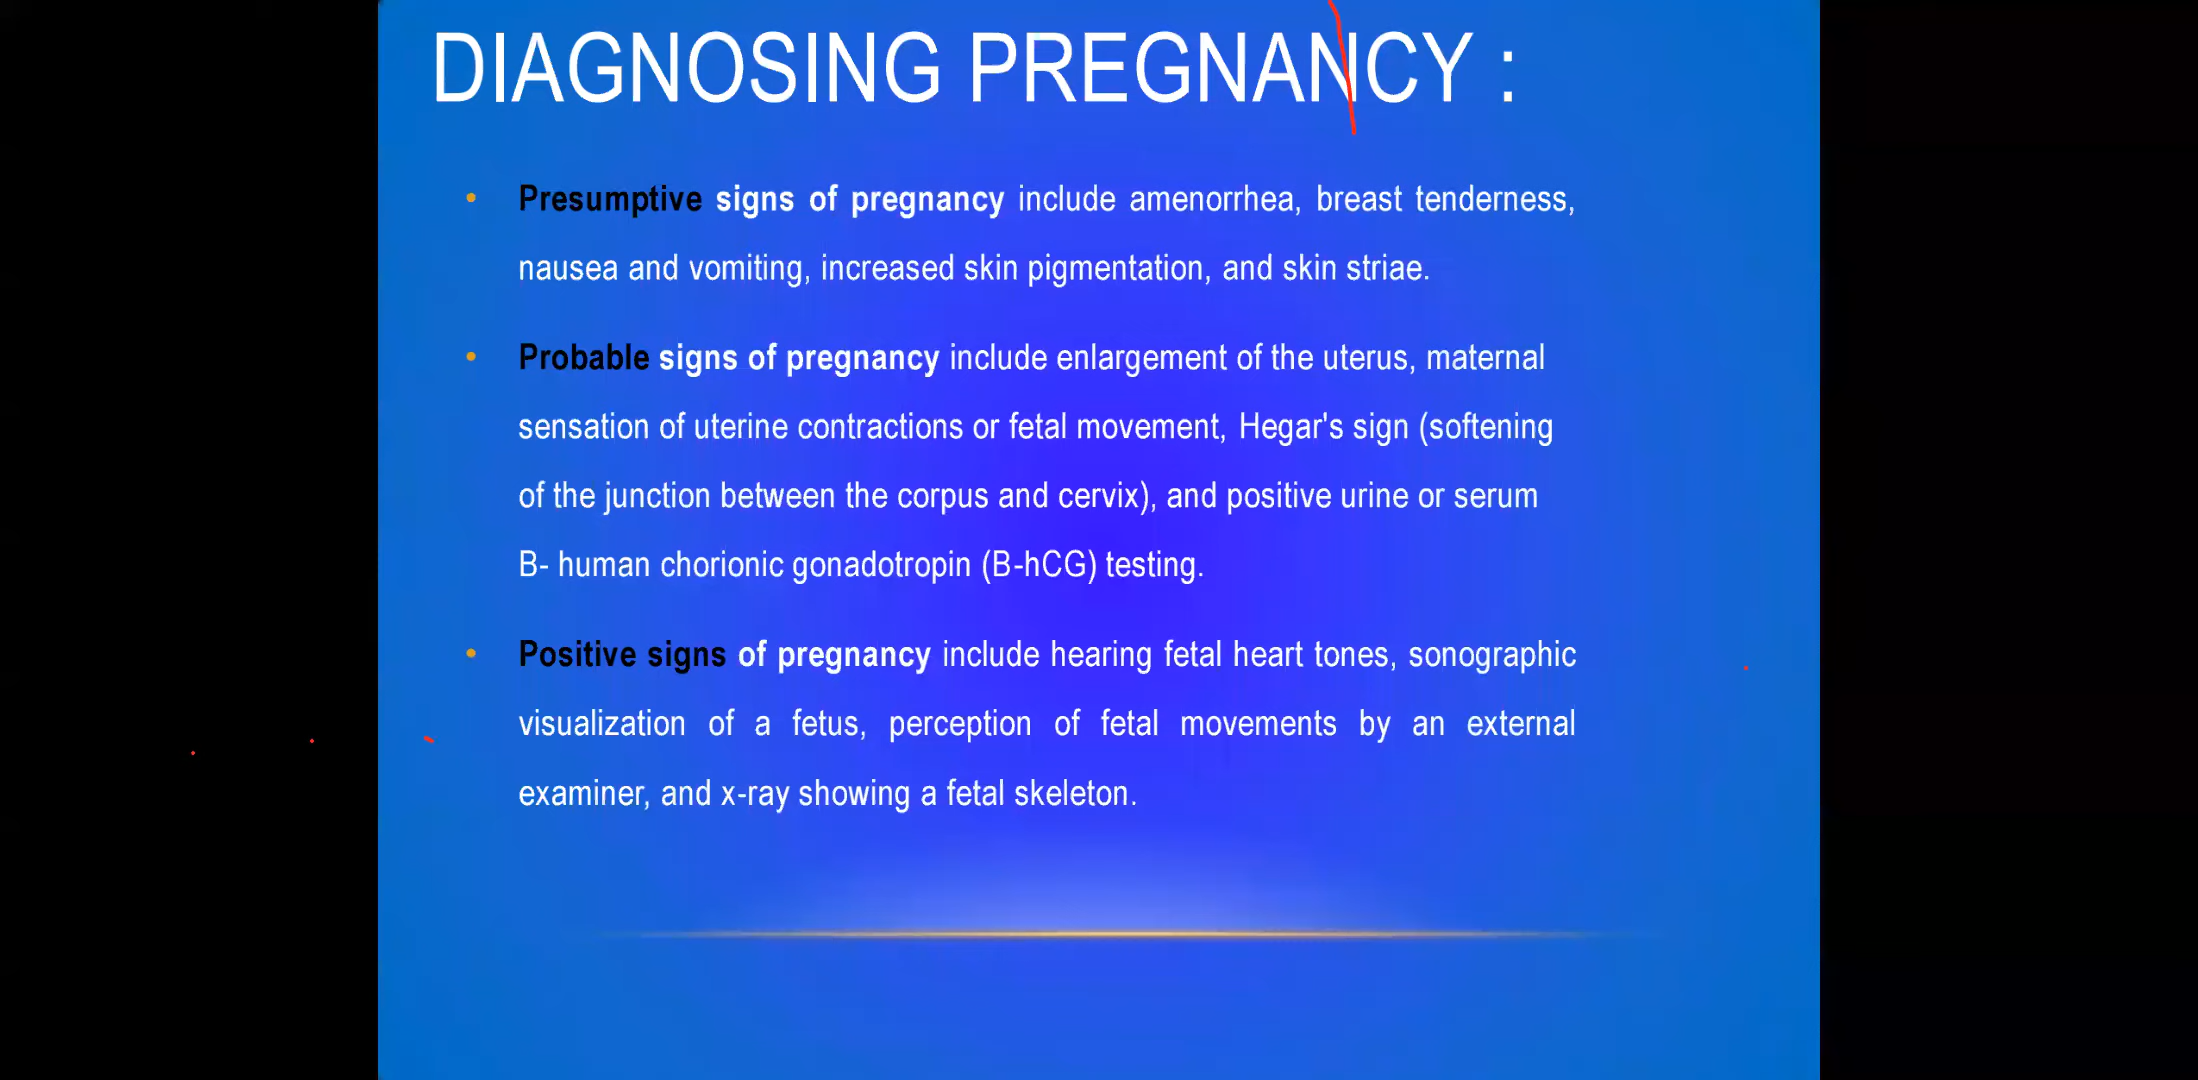 DIAGNOSING PREGNANCY :
• Presumptive signs of pregnancy include amenorrhea, breast tenderness,
nausea and vomiting, increased skin pigmentation, and skin striae.
• Probable signs of pregnancy include enlargement of the uterus, maternal
sensation of uterine contractions or fetal movement, Hegar's sign (softening
of the junction between the corpus and cervix), and positive urine or serum
B- human chorionic gonadotropin (B-hCG) testing.
• Positive signs of pregnancy include hearing fetal heart tones, sonographic
visualization of a fetus, perception of fetal movements by an external
examiner, and x-ray showing a fetal skeleton.